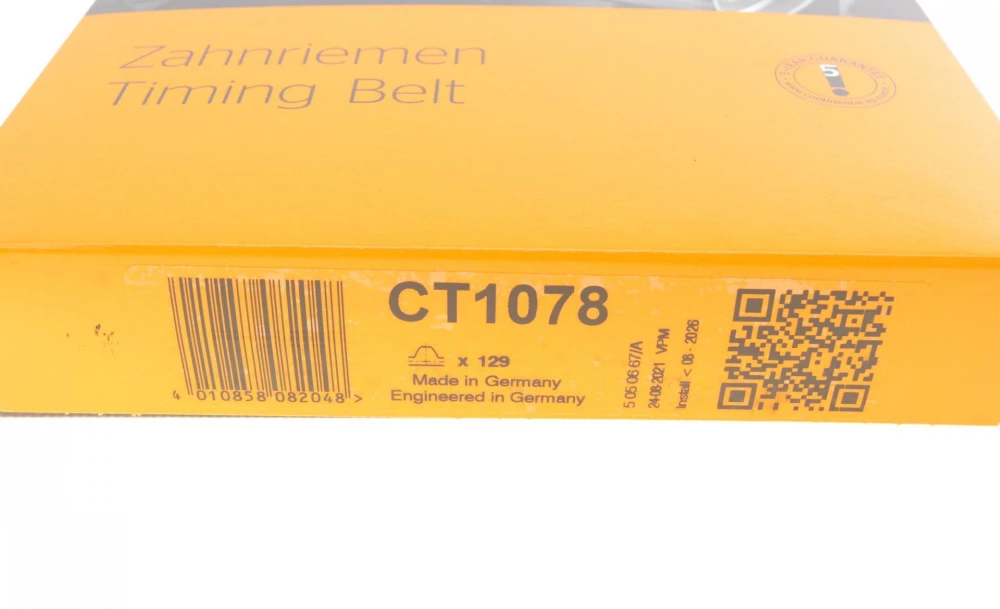 Zahnriemen
Timing Belt
5
CT1078
x 129
Made in Germany
Engineered in Germany
4 010858 082048 >
5 05 06 67/A
24-08-2021 VPM
Install < 08 - 2026